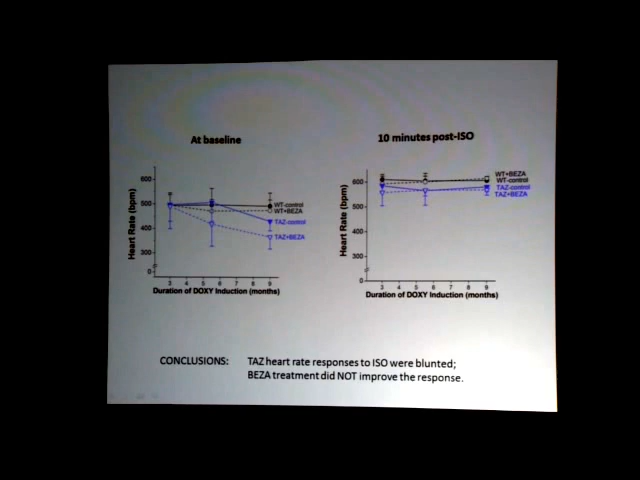 At baseline
Heart Rate (bpm)
600
500
400
300
0
WT-control
WT+BEZA
TAZ-control
TAZ+BEZA
3 4 5 6 7 8 9
Duration of DOXY Induction (months)
10 minutes post-ISO
Heart Rate (bpm)
600
500
400
300
0
WT+BEZA
WT-control
TAZ-control
TAZ+BEZA
3 4 5 6 7 8 9
Duration of DOXY Induction (months)
CONCLUSIONS: TAZ heart rate responses to ISO were blunted;
BEZA treatment did NOT improve the response.